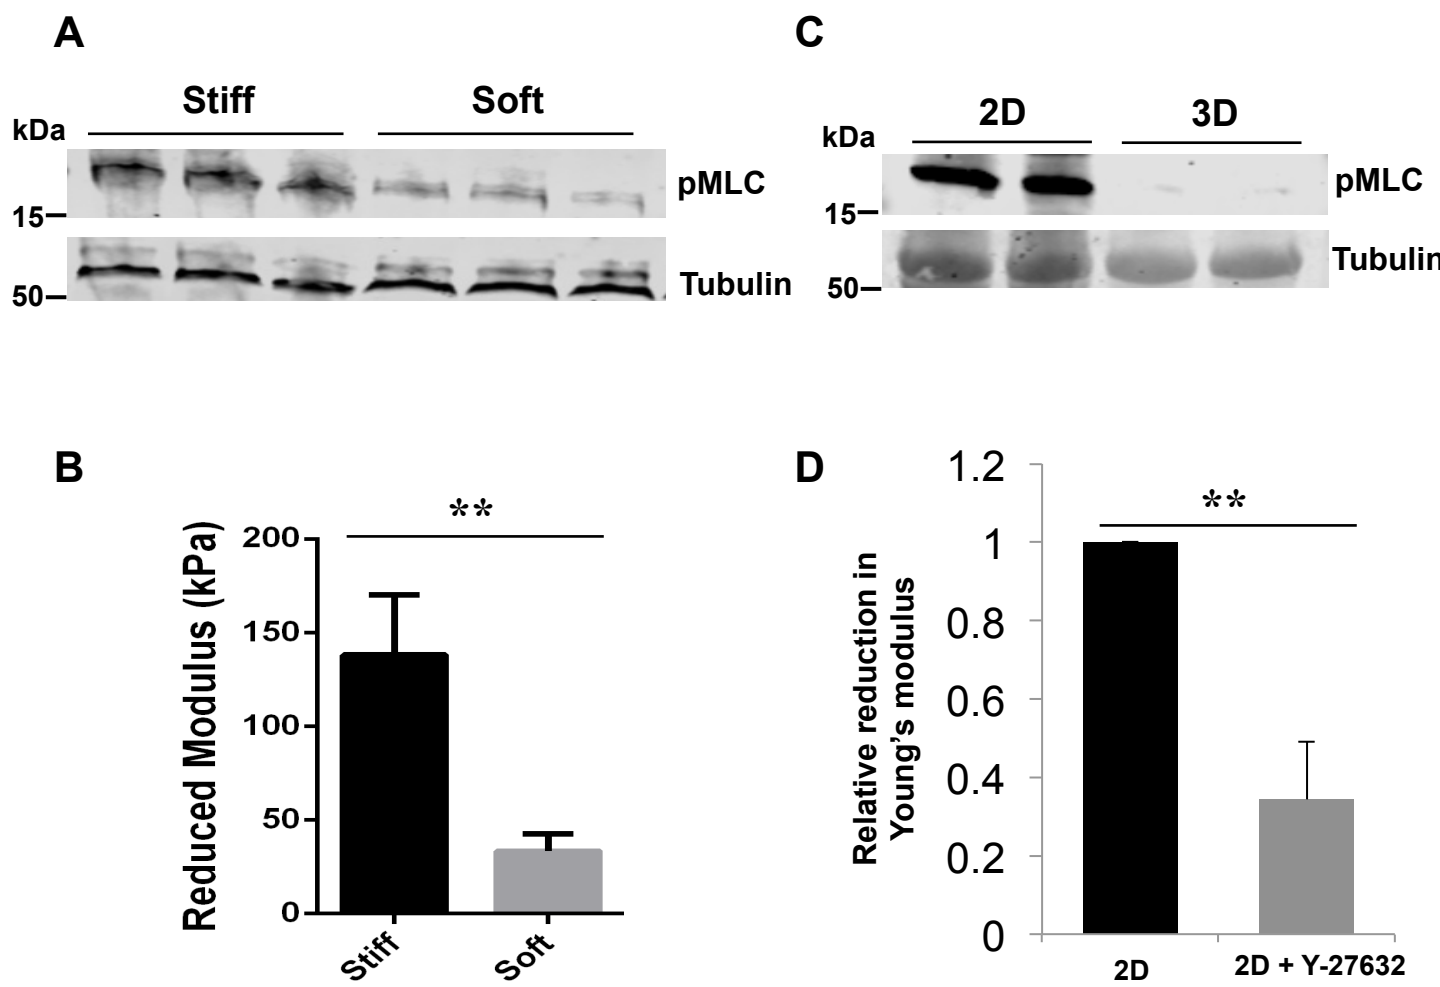 A
Stiff Soft
kDa
pMLC
15
Tubulin
50
C
2D 3D
kDa
pMLC
15
Tubulin
50
B
**
Reduced Modulus (kPa)
200
150
100
50
0
Stiff Soft
D
**
Relative reduction in
Young's modulus
1.2
1
0.8
0.6
0.4
0.2
0
2D 2D + Y-27632